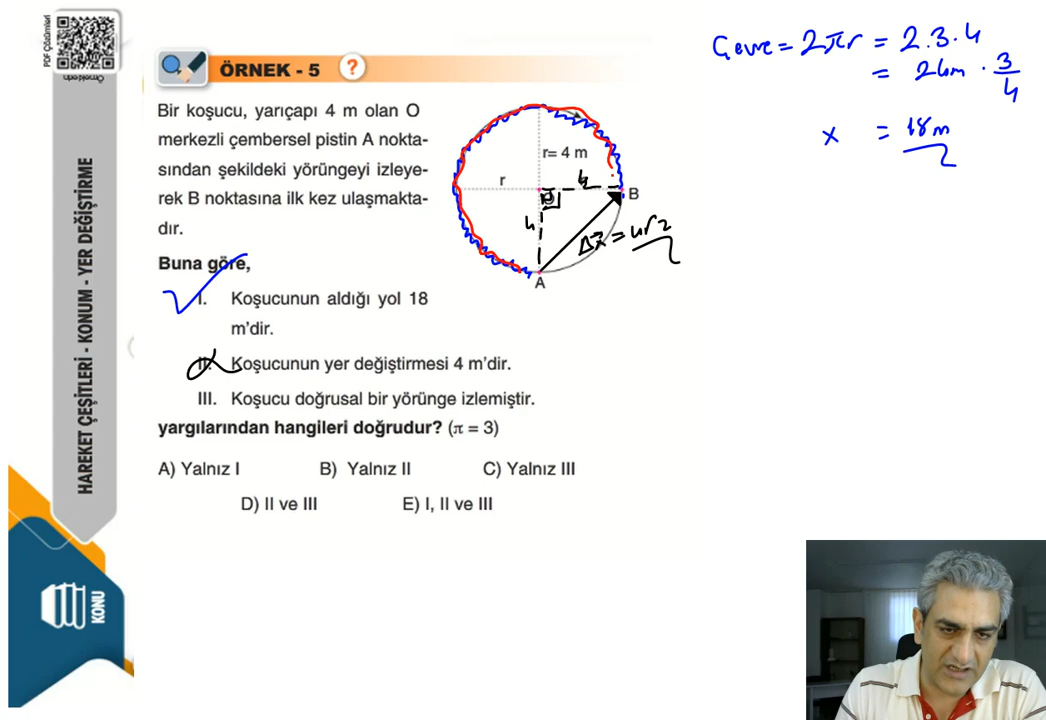 PDF Çözümleri
Örneklerin
HAREKET ÇEŞİTLERİ - KONUM - YER DEĞİŞTİRME
KONU
ÖRNEK - 5 ?
Bir koşucu, yarıçapı 4 m olan O
merkezli çembersel pistin A nokta-
sından şekildeki yörüngeyi izleye-
rek B noktasına ilk kez ulaşmakta-
dır.
Buna göre,
I. Koşucunun aldığı yol 18
m'dir.
II. Koşucunun yer değiştirmesi 4 m'dir.
III. Koşucu doğrusal bir yörünge izlemiştir.
yargılarından hangileri doğrudur? (π = 3)
A) Yalnız I B) Yalnız II C) Yalnız III
D) II ve III E) I, II ve III
r= 4 m
r
4
B
4
Δx = 4√2
A
Çevre = 2πr = 2.3.4
= 24m · 3/4
x = 18m